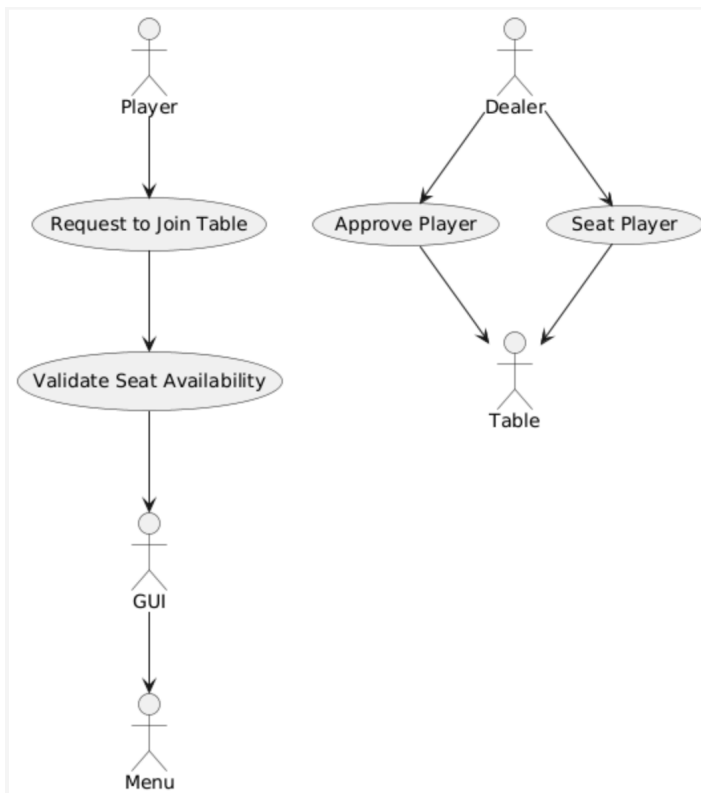 Player
Dealer
Request to Join Table
Approve Player
Seat Player
Validate Seat Availability
Table
GUI
Menu